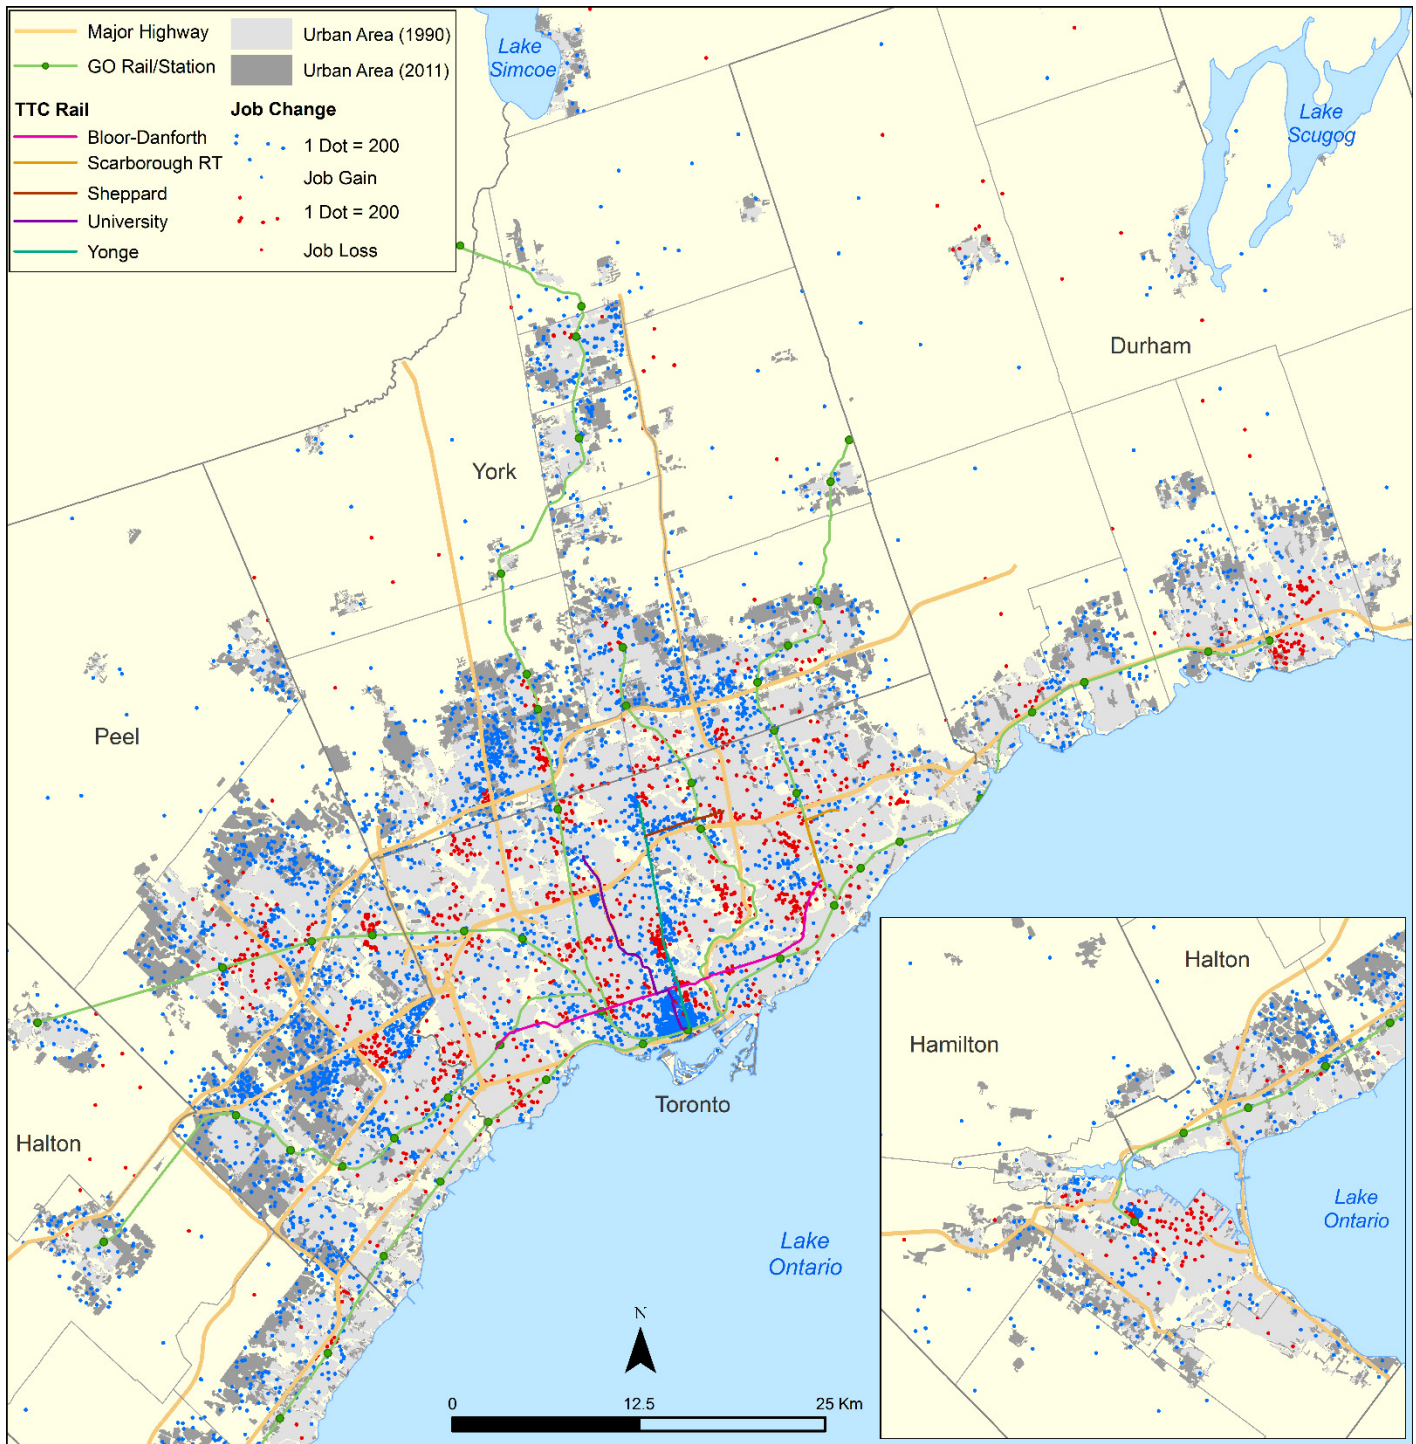 Major Highway
GO Rail/Station
Urban Area (1990)
Urban Area (2011)
TTC Rail
Bloor-Danforth
Scarborough RT
Sheppard
University
Yonge
Job Change
1 Dot = 200
Job Gain
1 Dot = 200
Job Loss
Lake
Simcoe
Lake
Scugog
Durham
York
Peel
Halton
Toronto
Lake
Ontario
N
0
12.5
25 Km
Halton
Hamilton
Lake
Ontario